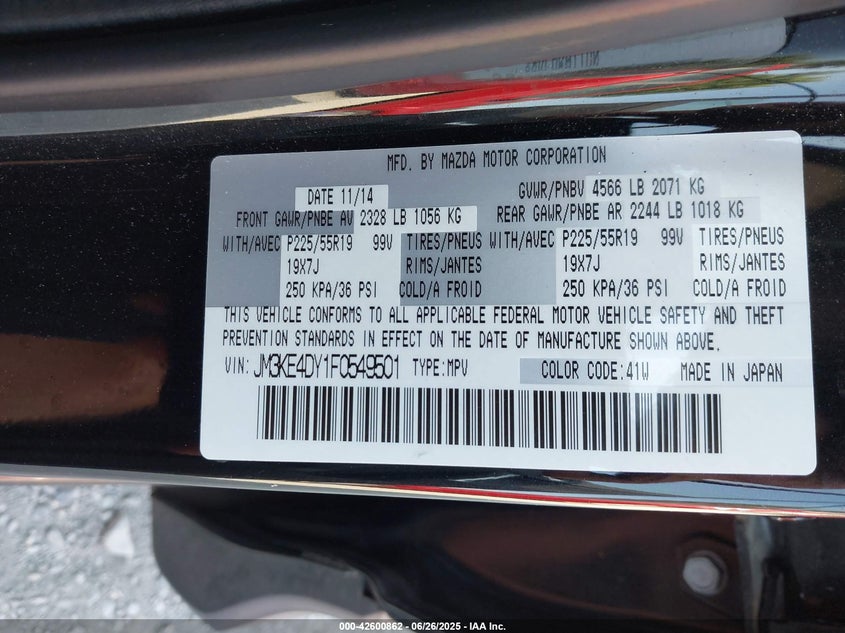 MFD. BY MAZDA MOTOR CORPORATION
DATE 11/14 GVWR/PNBV 4566 LB 2071 KG
FRONT GAWR/PNBE AV 2328 LB 1056 KG REAR GAWR/PNBE AR 2244 LB 1018 KG
WITH/AVEC P225/55R19 99V TIRES/PNEUS WITH/AVEC P225/55R19 99V TIRES/PNEUS
19X7J RIMS/JANTES 19X7J RIMS/JANTES
250 KPA/36 PSI COLD/A FROID 250 KPA/36 PSI COLD/A FROID
THIS VEHICLE CONFORMS TO ALL APPLICABLE FEDERAL MOTOR VEHICLE SAFETY AND THEFT
PREVENTION STANDARDS IN EFFECT ON THE DATE OF MANUFACTURE SHOWN ABOVE.
VIN: JM3KE4DY1F0549501 TYPE:MPV COLOR CODE:41W MADE IN JAPAN
000-42600862 | 06/26/2025 - IAA Inc.